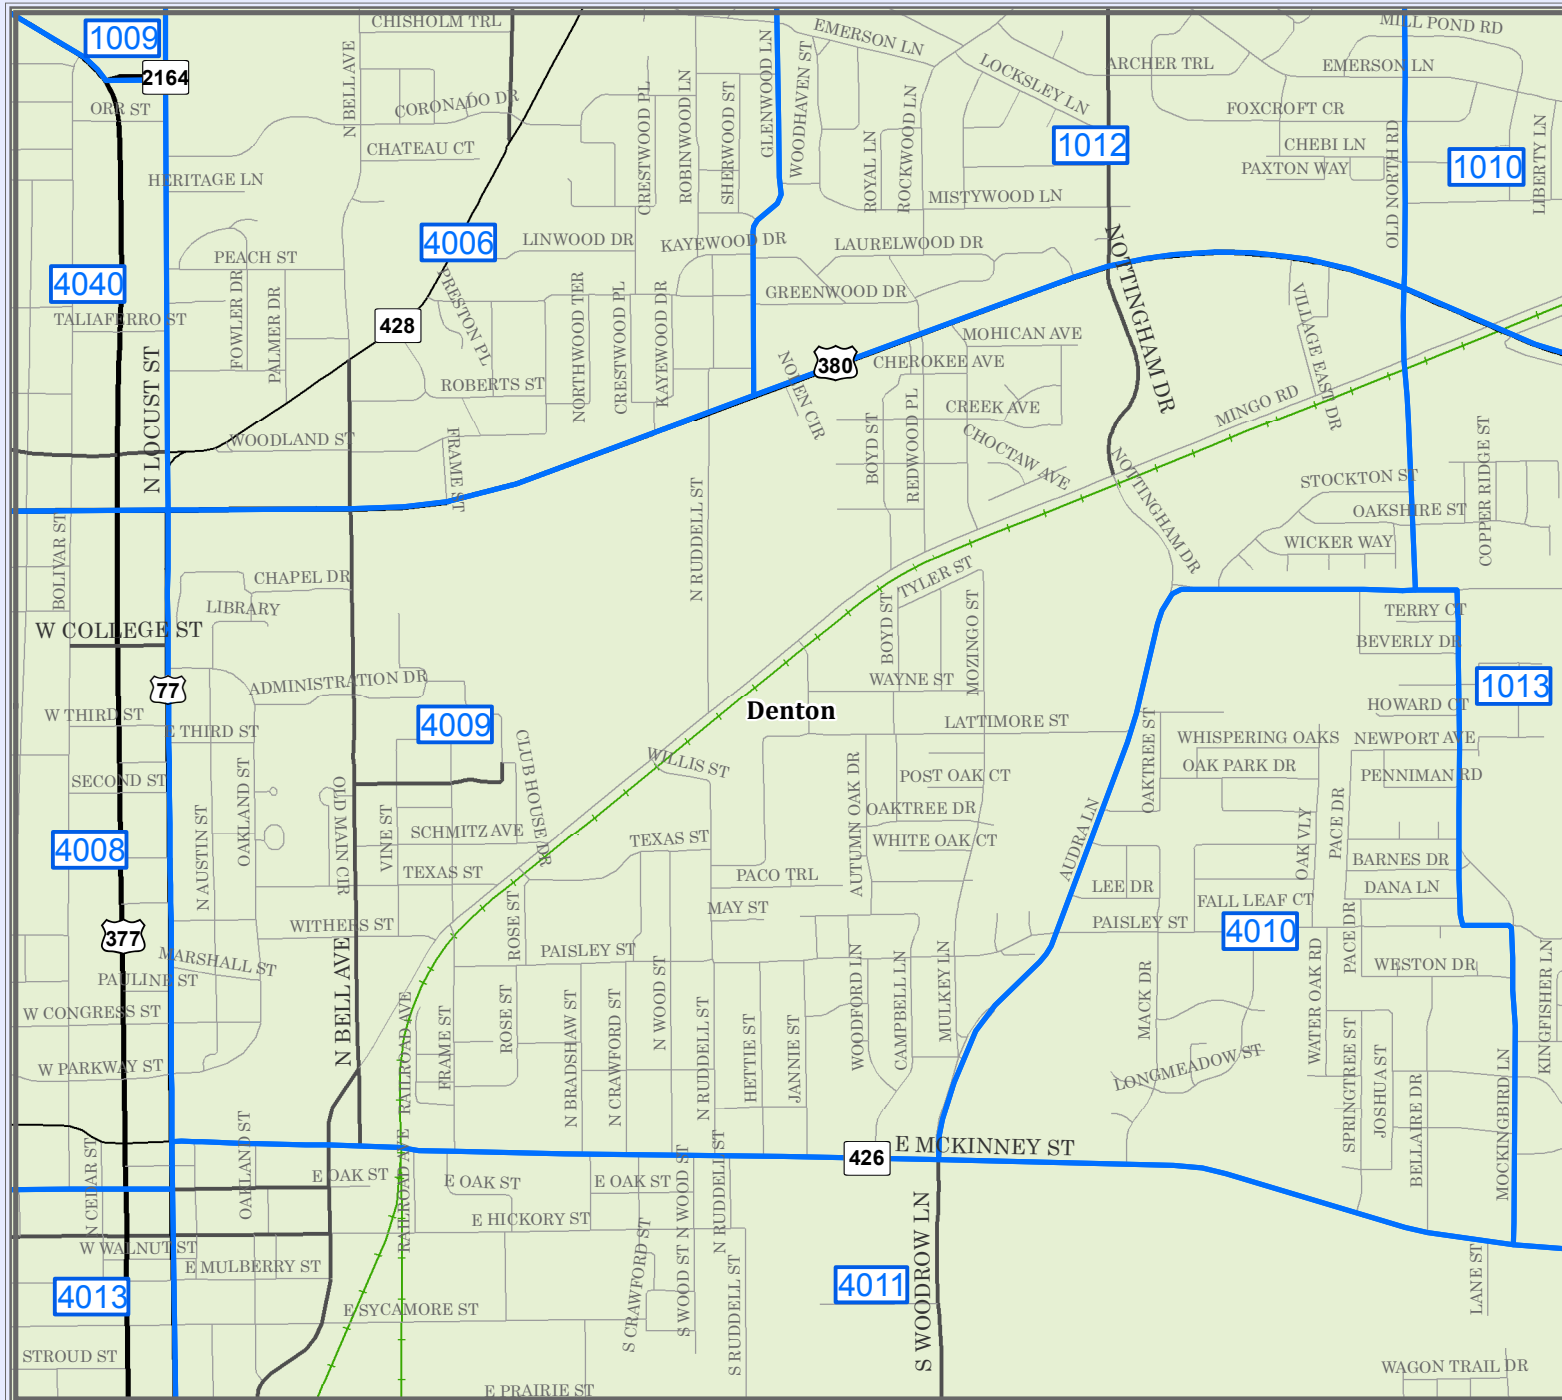 CHISHOLM TRL
EMERSON LN
MILL POND RD
1009
2164
N BELL AVE
GLENWOOD LN
WOODHAVEN ST
LOCKSLEY LN
ARCHER TRL
EMERSON LN
ORR ST
CORONADO DR
CRESTWOOD PL
ROBINWOOD LN
SHERWOOD ST
ROYAL LN
ROCKWOOD LN
FOXCROFT CR
1012
CHATEAU CT
CHEBI LN
OLD NORTH RD
LIBERTY LN
PAXTON WAY
1010
HERITAGE LN
MISTYWOOD LN
4006
LINWOOD DR
KAYEWOOD DR
LAURELWOOD DR
NOTTINGHAM DR
PEACH ST
4040
FOWLER DR
PALMER DR
PRESTON PL
NORTHWOOD TER
CRESTWOOD PL
KAYEWOOD DR
GREENWOOD DR
VILLAGE EAST DR
TALIAFERRO ST
428
MOHICAN AVE
N LOCUST ST
380
CHEROKEE AVE
ROBERTS ST
NOLEN CIR
MINGO RD
CREEK AVE
WOODLAND ST
FRAME ST
BOYD ST
REDWOOD PL
CHOCTAW AVE
NOTTINGHAM DR
STOCKTON ST
COPPER RIDGE ST
OAKSHIRE ST
BOLIVAR ST
N RUDDELL ST
WICKER WAY
CHAPEL DR
TYLER ST
LIBRARY
BOYD ST
MOZINGO ST
TERRY CT
W COLLEGE ST
BEVERLY DR
77
ADMINISTRATION DR
WAYNE ST
1013
W THIRD ST
E THIRD ST
4009
Denton
LATTIMORE ST
OAKTREE ST
HOWARD CT
CLUB HOUSE DR
WHISPERING OAKS
NEWPORT AVE
WILLIS ST
SECOND ST
OAKLAND ST
OLD MAIN CIR
POST OAK CT
OAK PARK DR
PENNIMAN RD
N AUSTIN ST
VINE ST
AUTUMN OAK DR
OAKTREE DR
AUDRA LN
PACE DR
SCHMITZ AVE
TEXAS ST
WHITE OAK CT
OAK VLY
4008
TEXAS ST
PACO TRL
BARNES DR
LEE DR
DANA LN
WITHERS ST
ROSE ST
MAY ST
PAISLEY ST
FALL LEAF CT
377
4010
PACE DR
MARSHALL ST
N BELL AVE
PAISLEY ST
WOODFORD LN
CAMPBELL LN
MULKEY LN
WATER OAK RD
WESTON DR
PAULINE ST
KINGFISHER LN
W CONGRESS ST
RAILROAD AVE
FRAME ST
ROSE ST
N BRADSHAW ST
N CRAWFORD ST
N WOOD ST
N RUDDELL ST
HETTIE ST
JANNIE ST
MACK DR
W PARKWAY ST
LONGMEADOW ST
SPRINGTREE ST
JOSHUA ST
BELLAIRE DR
MOCKINGBIRD LN
OAKLAND ST
N CEDAR ST
RAILROAD AVE
426
E MCKINNEY ST
E OAK ST
E OAK ST
E OAK ST
N WOOD ST
N RUDDELL ST
S WOODROW LN
RAILROAD AVE
E HICKORY ST
W WALNUT ST
E MULBERRY ST
S CRAWFORD ST
S WOOD ST
S RUDDELL ST
4013
4011
LANE ST
E SYCAMORE ST
STROUD ST
WAGON TRAIL DR
E PRAIRIE ST